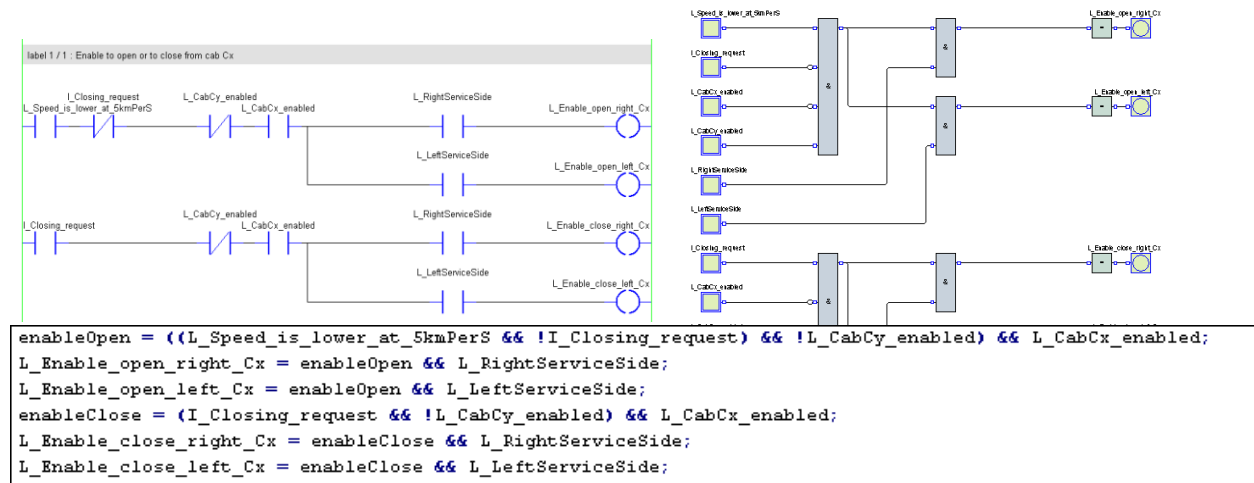 label 1 / 1 : Enable to open or to close from cab Cx
I_Closing_request
L_CabCy_enabled
L_RightServiceSide
L_Speed_is_lower_at_5kmPerS
L_CabCx_enabled
L_Enable_open_right_Cx
L_LeftServiceSide
L_Enable_open_left_Cx
L_CabCy_enabled
L_RightServiceSide
I_Closing_request
L_CabCx_enabled
L_Enable_close_right_Cx
L_LeftServiceSide
L_Enable_close_left_Cx
L_Speed_is_lower_at_5kmPerS
L_Enable_open_right_Cx
&
=
I_Closing_request
&
L_CabCx_enabled
L_Enable_open_left_Cx
=
L_CabCy_enabled
&
L_RightServiceSide
L_LeftServiceSide
I_Closing_request
L_Enable_close_right_Cx
&
=
L_CabCx_enabled
&
enableOpen = ((L_Speed_is_lower_at_5kmPerS && !I_Closing_request) && !L_CabCy_enabled) && L_CabCx_enabled;
L_Enable_open_right_Cx = enableOpen && L_RightServiceSide;
L_Enable_open_left_Cx = enableOpen && L_LeftServiceSide;
enableClose = (I_Closing_request && !L_CabCy_enabled) && L_CabCx_enabled;
L_Enable_close_right_Cx = enableClose && L_RightServiceSide;
L_Enable_close_left_Cx = enableClose && L_LeftServiceSide;